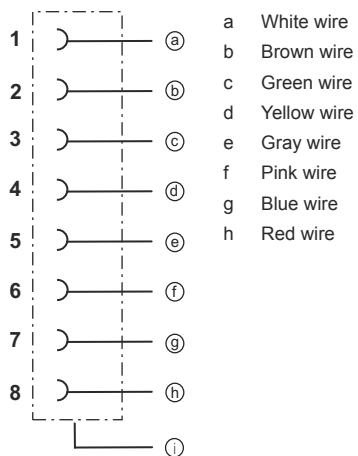 1 a
2 b
3 c
4 d
5 e
6 f
7 g
8 h
i
a White wire
b Brown wire
c Green wire
d Yellow wire
e Gray wire
f Pink wire
g Blue wire
h Red wire